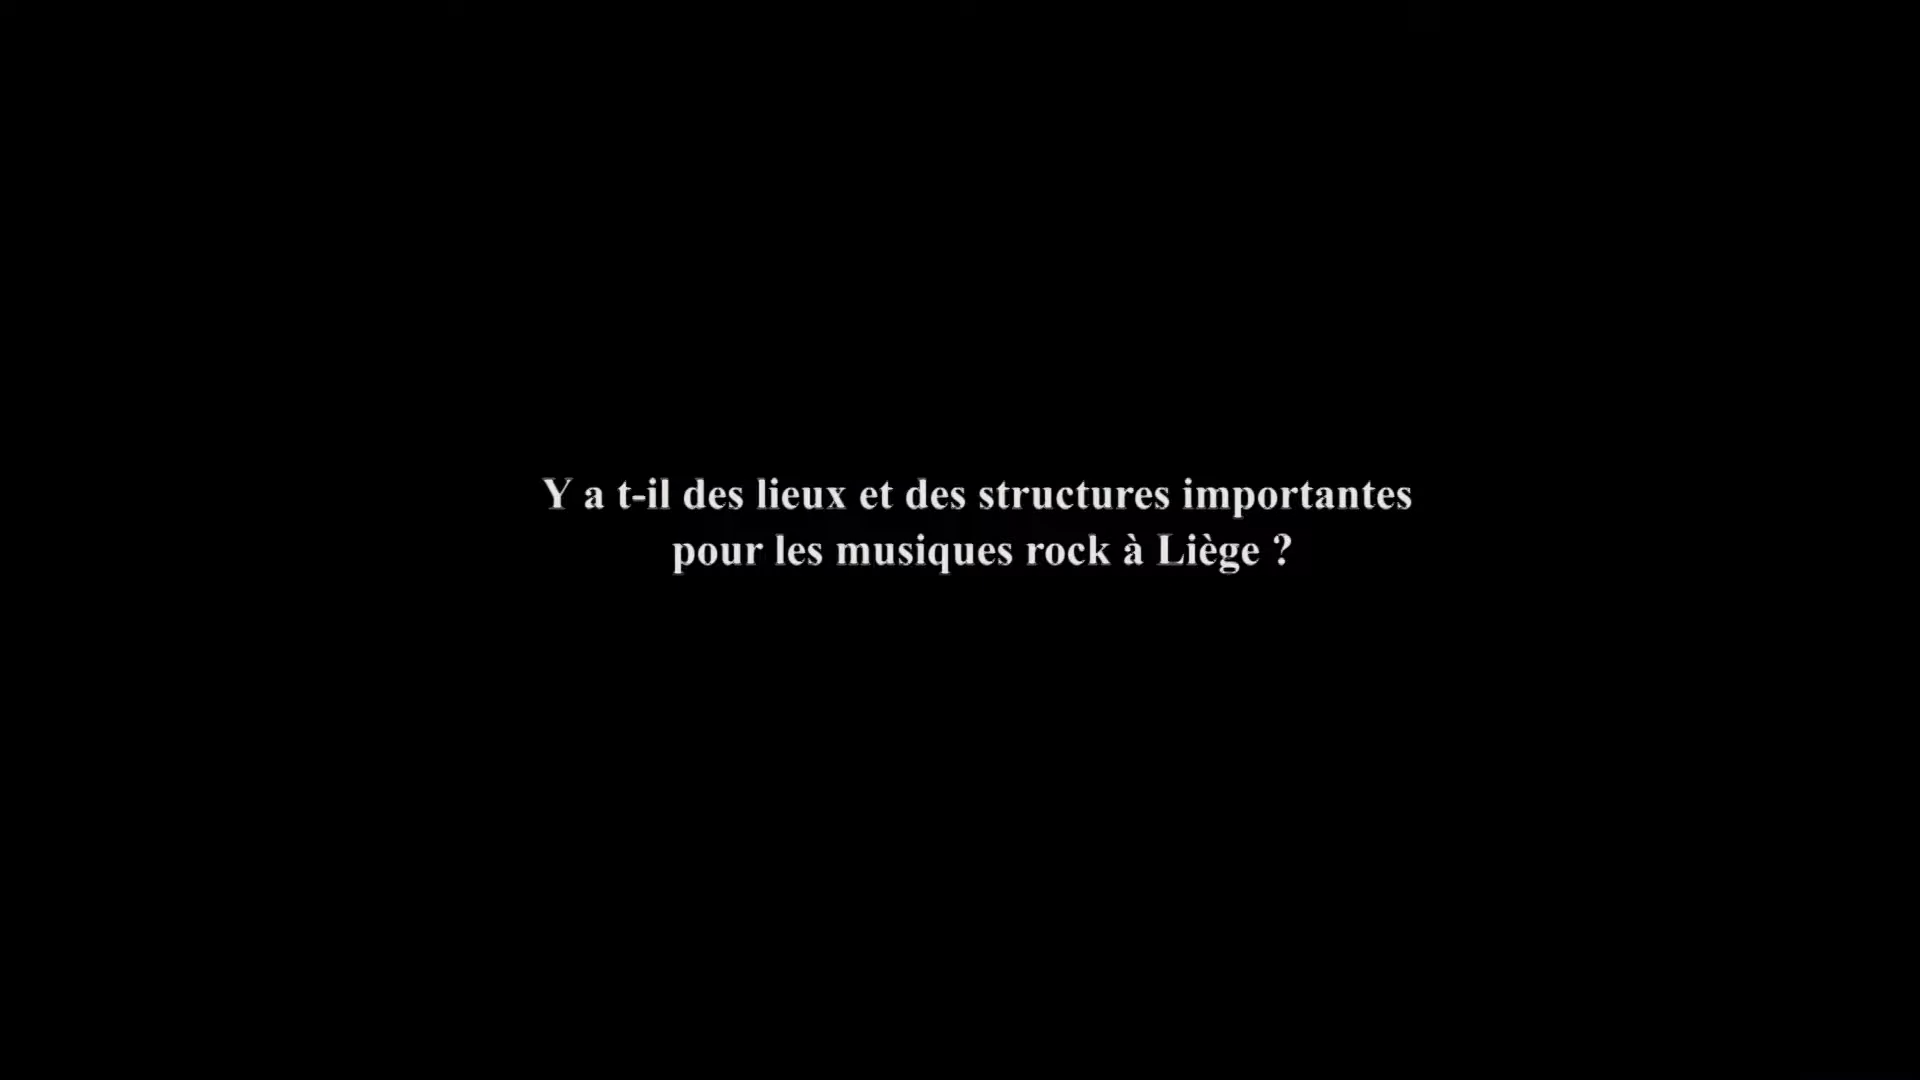 Y a t-il des lieux et des structures importantes
pour les musiques rock à Liège ?